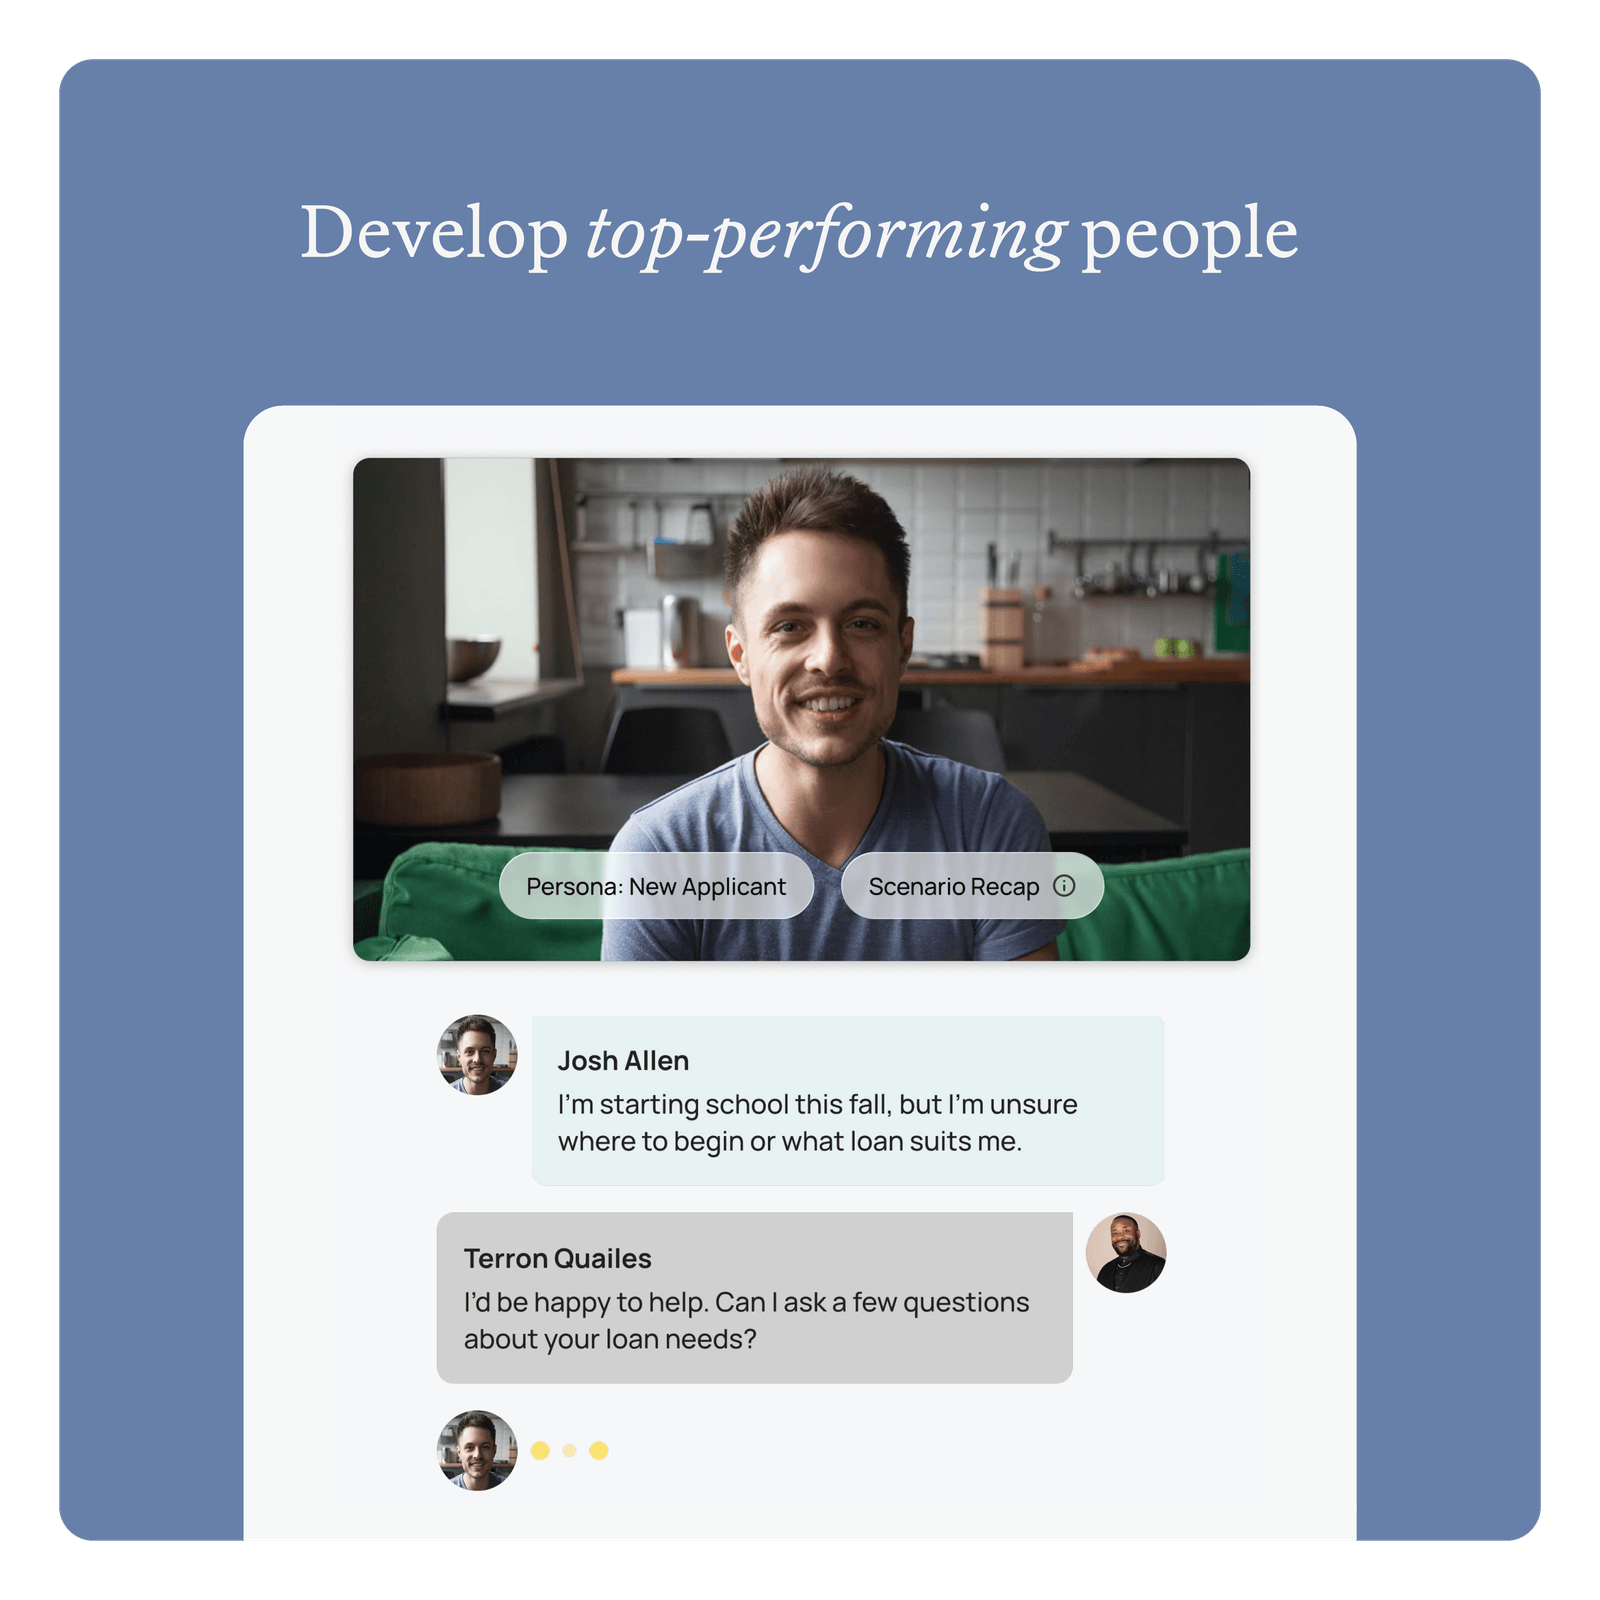 Develop top-performing people
Persona: New Applicant
Scenario Recap
Josh Allen
I'm starting school this fall, but I'm unsure
where to begin or what loan suits me.
Terron Quailes
I'd be happy to help. Can I ask a few questions
about your loan needs?